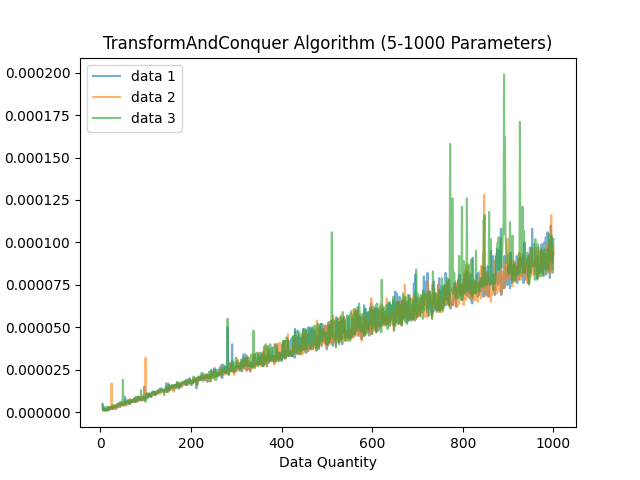 TransformAndConquer Algorithm (5-1000 Parameters)
data 1
data 2
data 3
0.000200
0.000175
0.000150
0.000125
0.000100
0.000075
0.000050
0.000025
0.000000
0 200 400 600 800 1000
Data Quantity